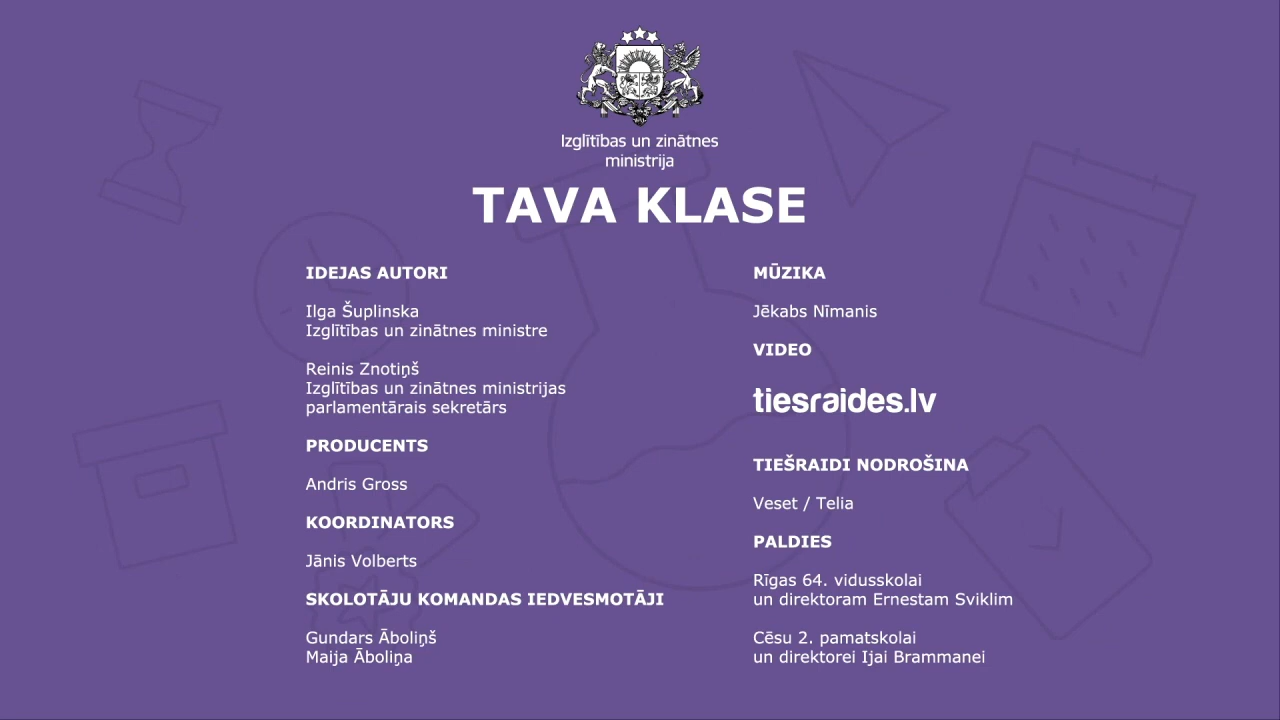 Izglītības un zinātnes
ministrija
TAVA KLASE
IDEJAS AUTORI
Ilga Šuplinska
Izglītības un zinātnes ministre
Reinis Znotiņš
Izglītības un zinātnes ministrijas
parlamentārais sekretārs
PRODUCENTS
Andris Gross
KOORDINATORS
Jānis Volberts
SKOLOTĀJU KOMANDAS IEDVESMOTĀJI
Gundars Āboliņš
Maija Āboliņa
MŪZIKA
Jēkabs Nīmanis
VIDEO
tiesraides.lv
TIEŠRAIDI NODROŠINA
Veset / Telia
PALDIES
Rīgas 64. vidusskolai
un direktoram Ernestam Sviklim
Cēsu 2. pamatskolai
un direktorei Ijai Brammanei